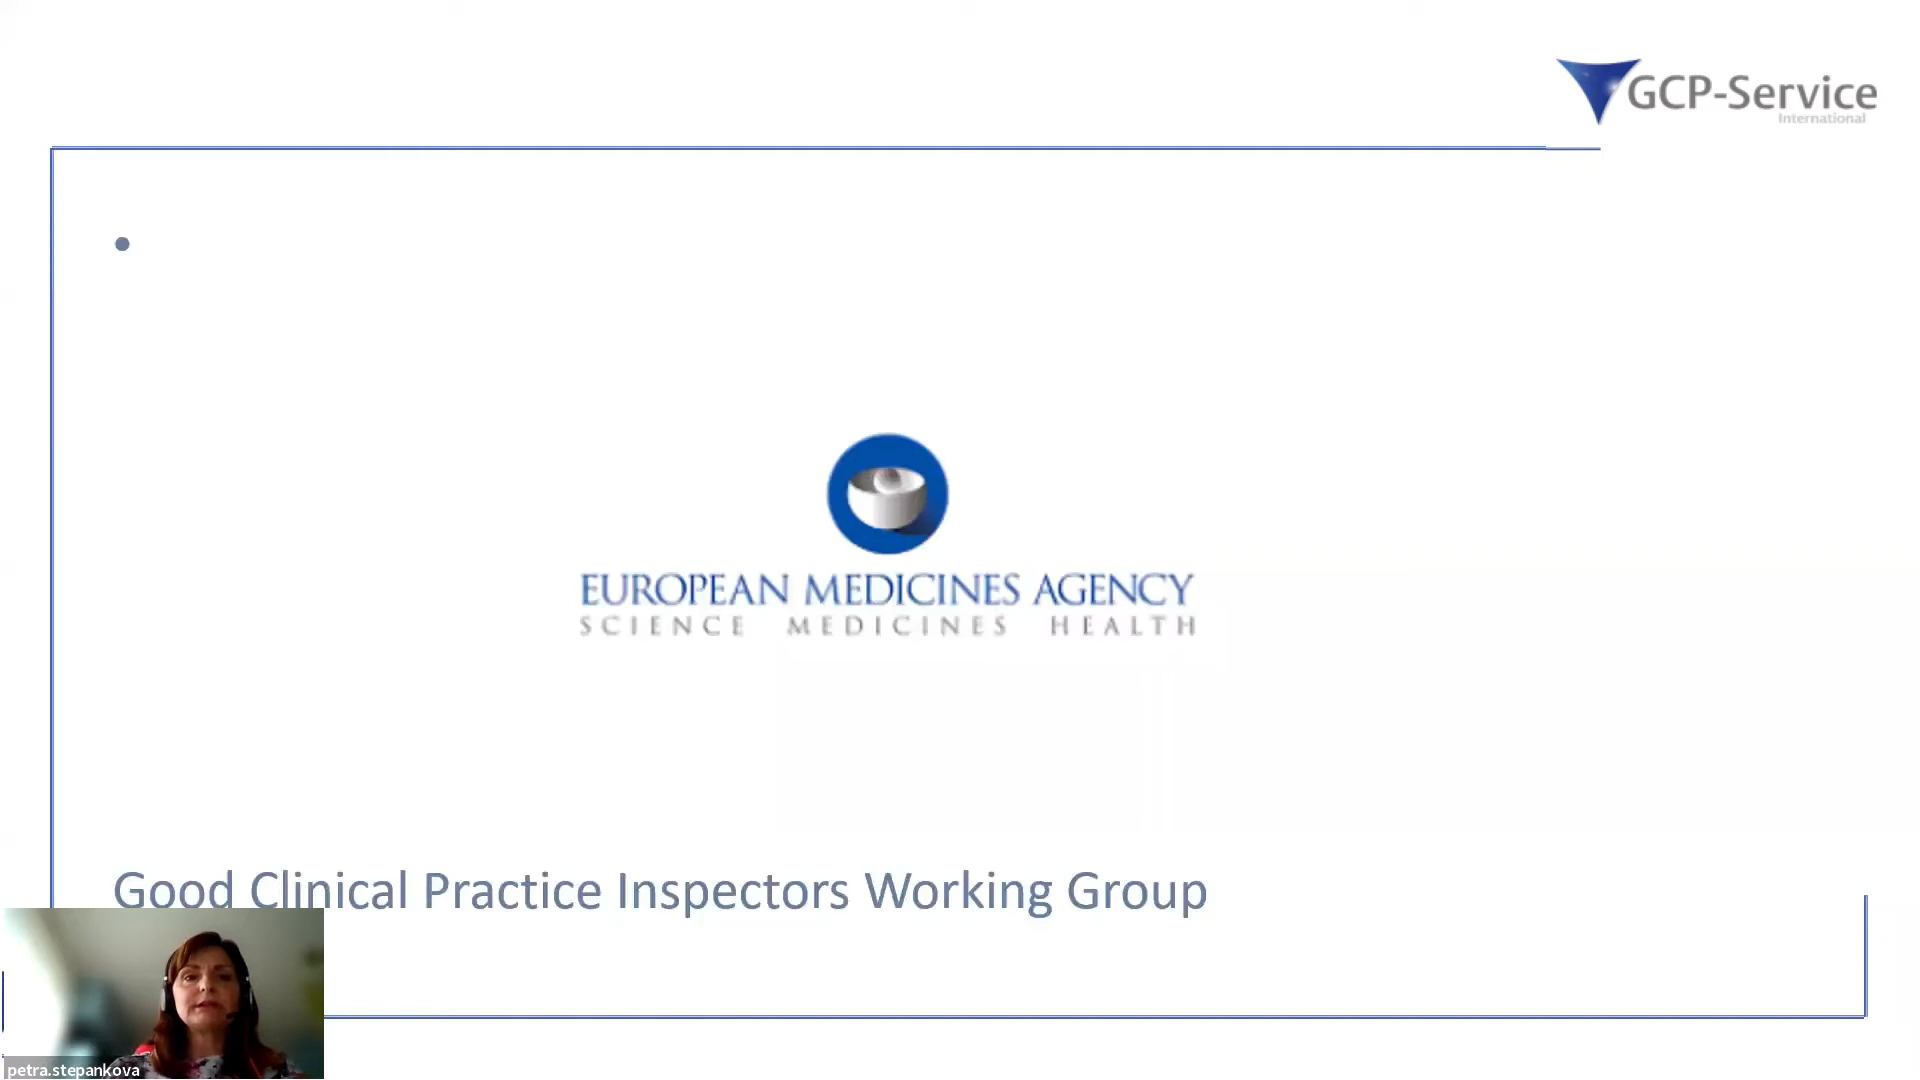 GCP-Service
International
EUROPEAN MEDICINES AGENCY
SCIENCE MEDICINES HEALTH
Good Clinical Practice Inspectors Working Group
petra.stepankova